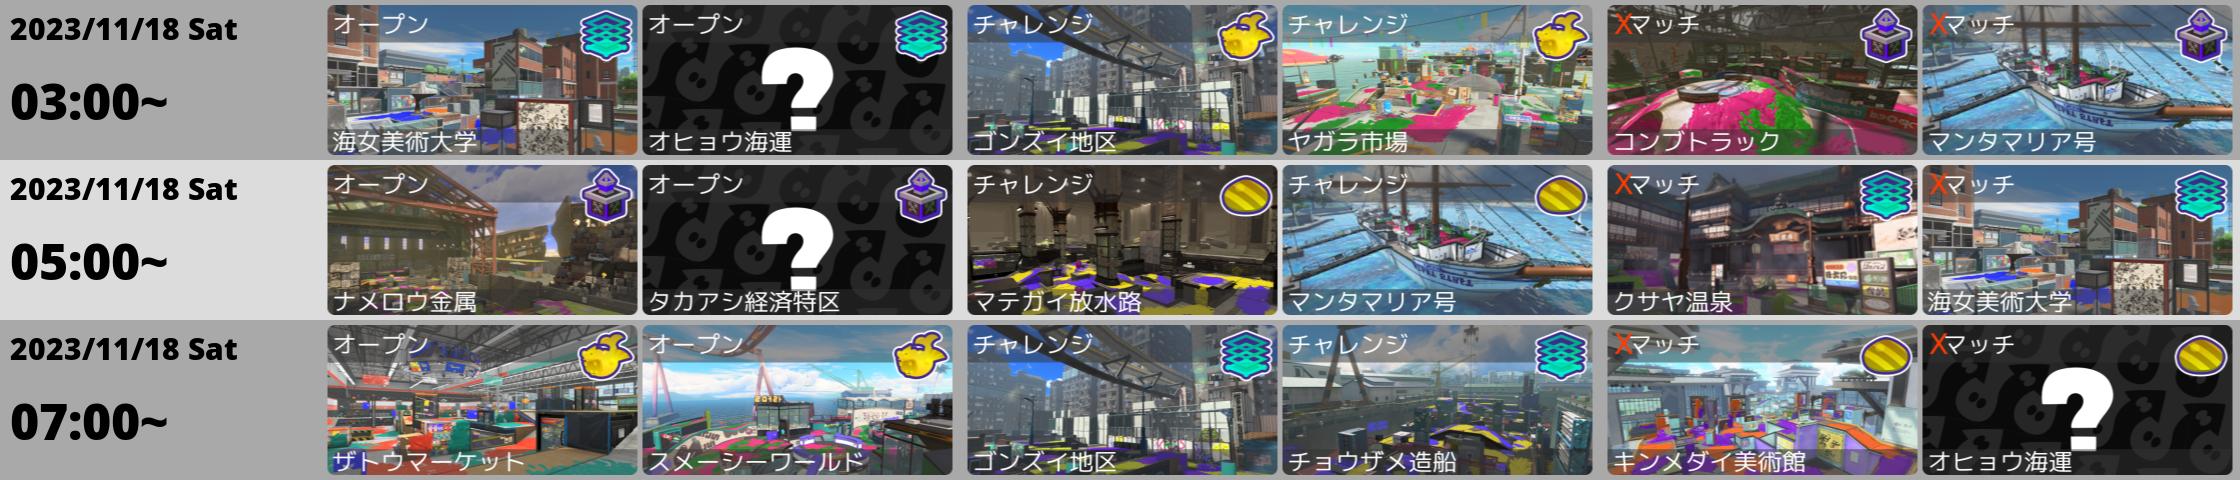 2023/11/18 Sat
03:00~
オープン
海女美術大学
オープン
オヒョウ海運
チャレンジ
ゴンズイ地区
チャレンジ
ヤガラ市場
Xマッチ
コンブトラック
Xマッチ
マンタマリア号
2023/11/18 Sat
05:00~
オープン
ナメロウ金属
オープン
タカアシ経済特区
チャレンジ
マテガイ放水路
チャレンジ
マンタマリア号
Xマッチ
クサヤ温泉
Xマッチ
海女美術大学
2023/11/18 Sat
07:00~
オープン
ザトウマーケット
オープン
スメーシーワールド
チャレンジ
ゴンズイ地区
チャレンジ
チョウザメ造船
Xマッチ
キンメダイ美術館
Xマッチ
オヒョウ海運